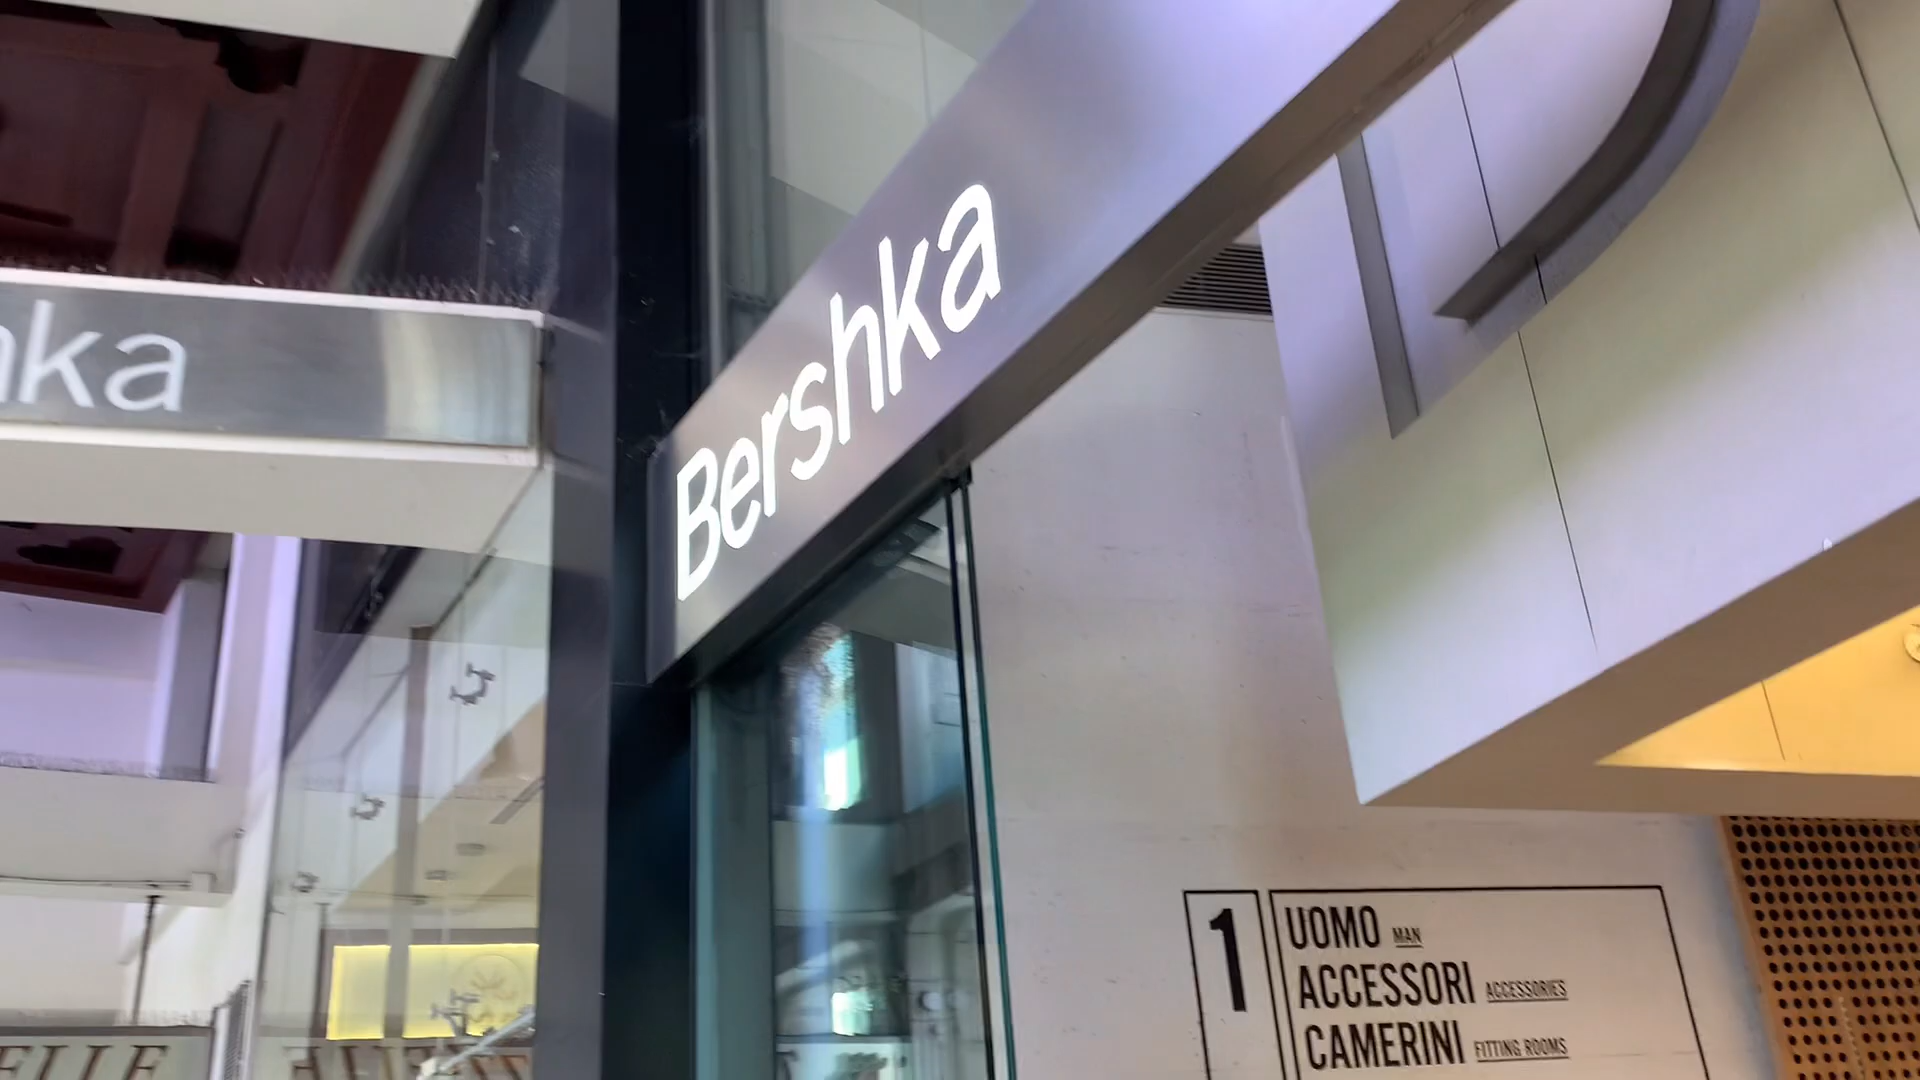 hka
Bershka
1
UOMO MAN
ACCESSORI ACCESSORIES
CAMERINI FITTING ROOMS